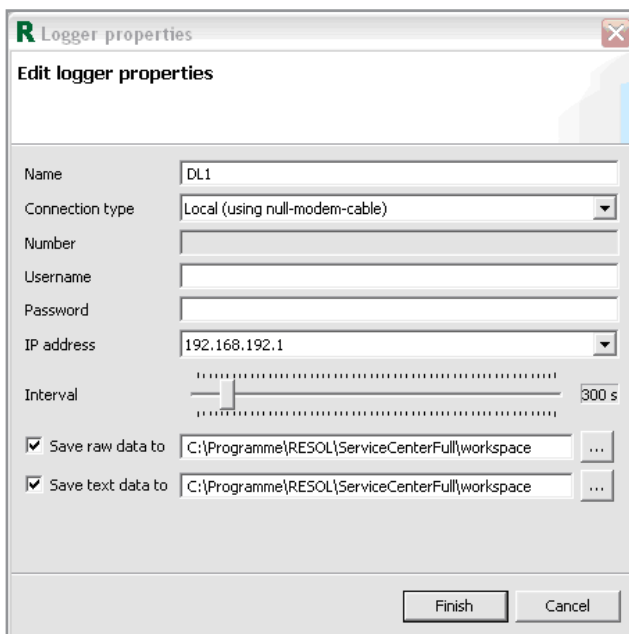 R Logger properties
Edit logger properties
Name DL1
Connection type Local (using null-modem-cable)
Number
Username
Password
IP address 192.168.192.1
Interval 300 s
Save raw data to C:\Programme\RESOL\ServiceCenterFull\workspace ...
Save text data to C:\Programme\RESOL\ServiceCenterFull\workspace ...
Finish Cancel